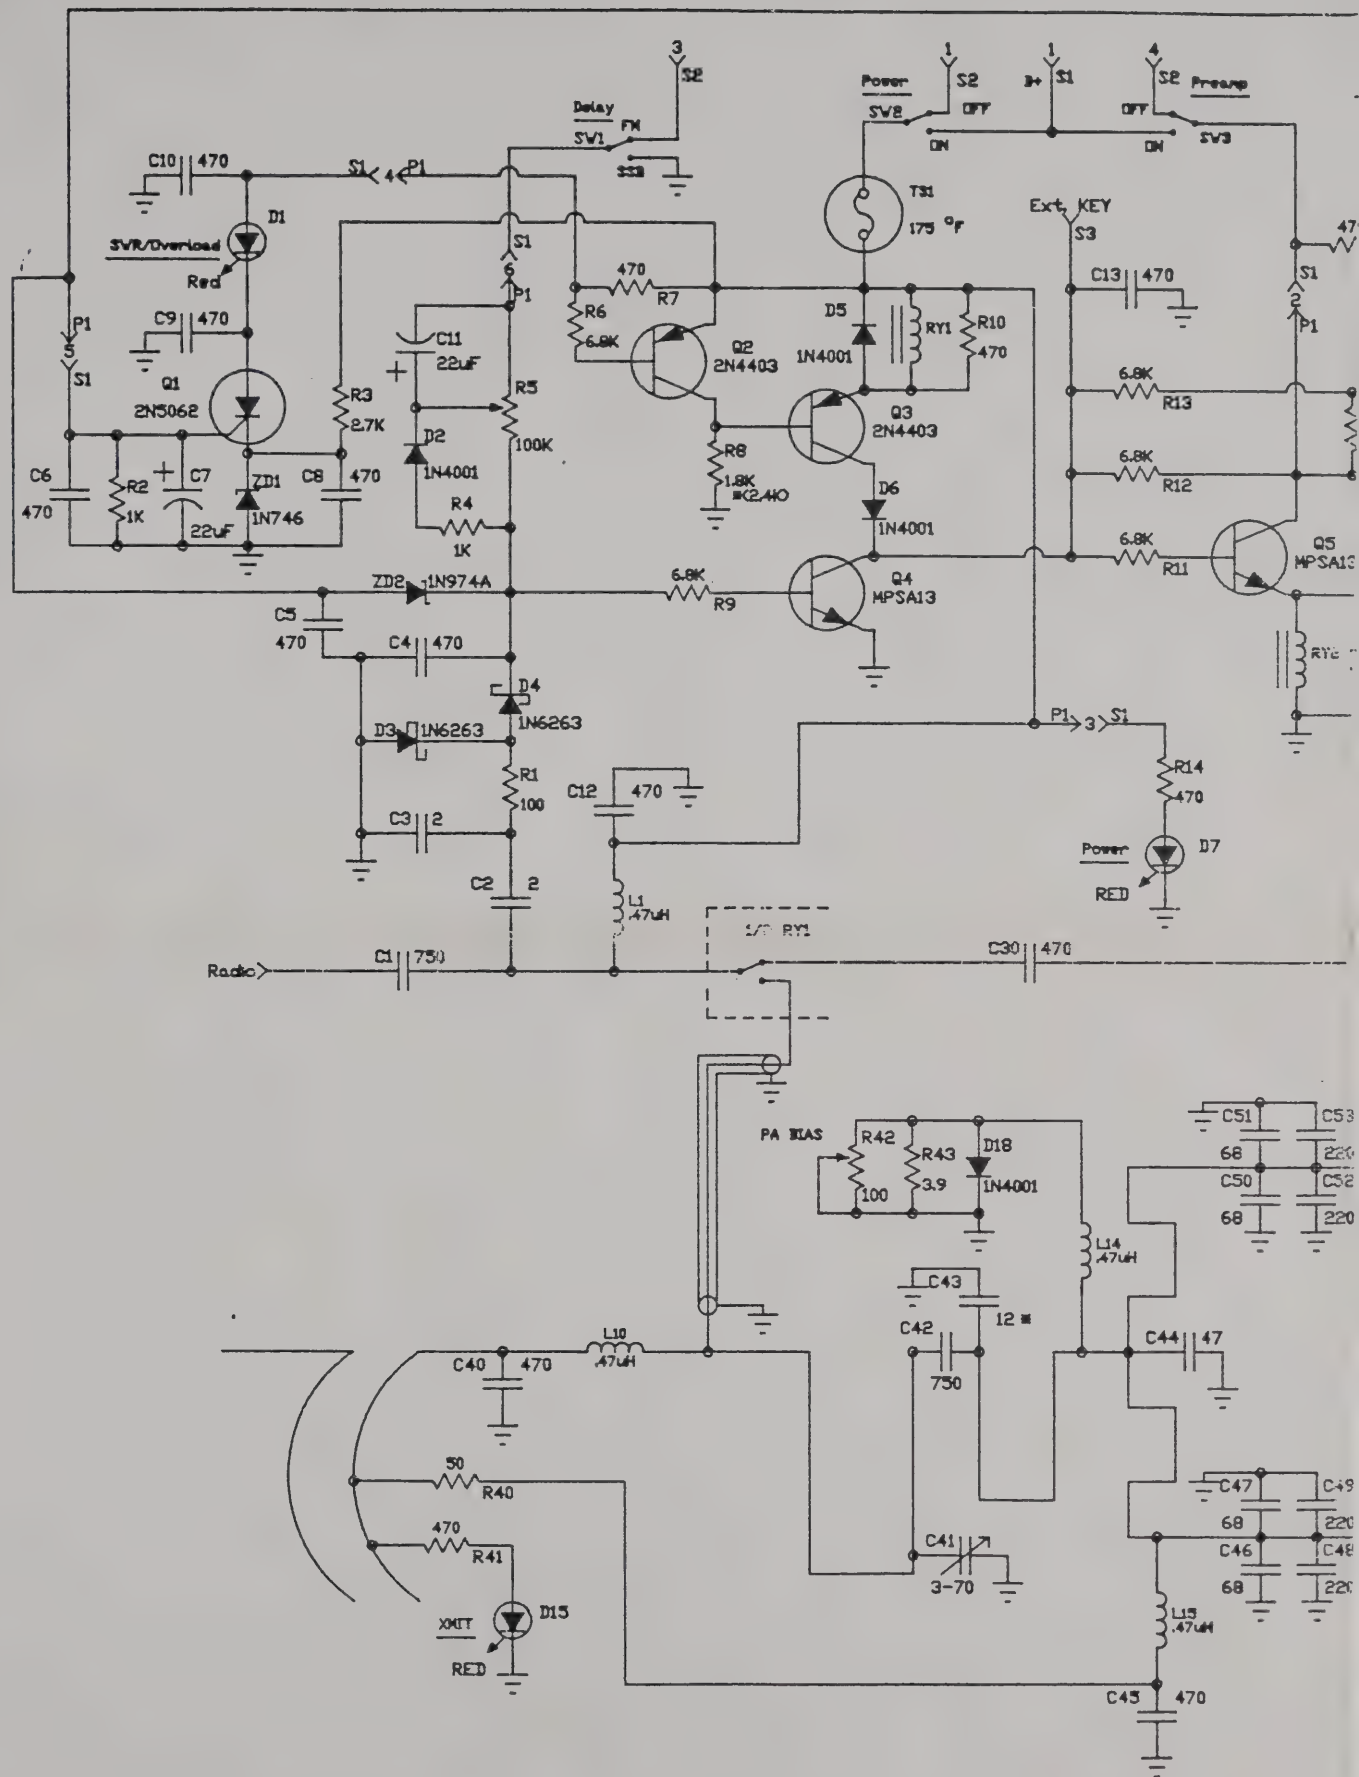 3
S2
1
S2
1
B+
S1
4
S2
Power
SW2
OFF
ON
OFF
ON
Preamp
SW3
Delay
SW1
FM
SSB
C10
470
S1
4
P1
D1
SWR/Overload
Red
TS1
175 °F
Ext. KEY
S3
47
C9
470
P1
5
S1
S1
6
P1
470
R7
R6
6.8K
C13
470
S1
2
P1
Q1
2N5062
R3
2.7K
C11
22uF
+
R5
100K
Q2
2N4403
D5
1N4001
RY1
R10
470
6.8K
R13
D2
1N4001
Q3
2N4403
R8
1.8K
*(2.4K)
C6
470
R2
1K
+
C7
22uF
ZD1
1N746
C8
470
R4
1K
D6
1N4001
6.8K
R12
6.8K
R11
Q5
MPSA13
ZD2
1N974A
6.8K
R9
Q4
MPSA13
C5
470
C4
470
RY2
D4
1N6263
D3
1N6263
P1
3
S1
R1
100
C12
470
R14
470
C3
2
Power
D7
RED
C2
2
L1
.47uH
RY1
Radio
C1
750
C30
470
PA BIAS
R42
100
R43
3.9
D18
1N4001
C51
68
C53
220
C50
68
C52
220
L14
.47uH
C43
12 *
C42
750
C44
47
L10
.47uH
C40
470
50
R40
470
R41
C47
68
C49
220
C46
68
C48
220
C41
3-70
XMIT
D15
RED
L15
.47uH
C45
470